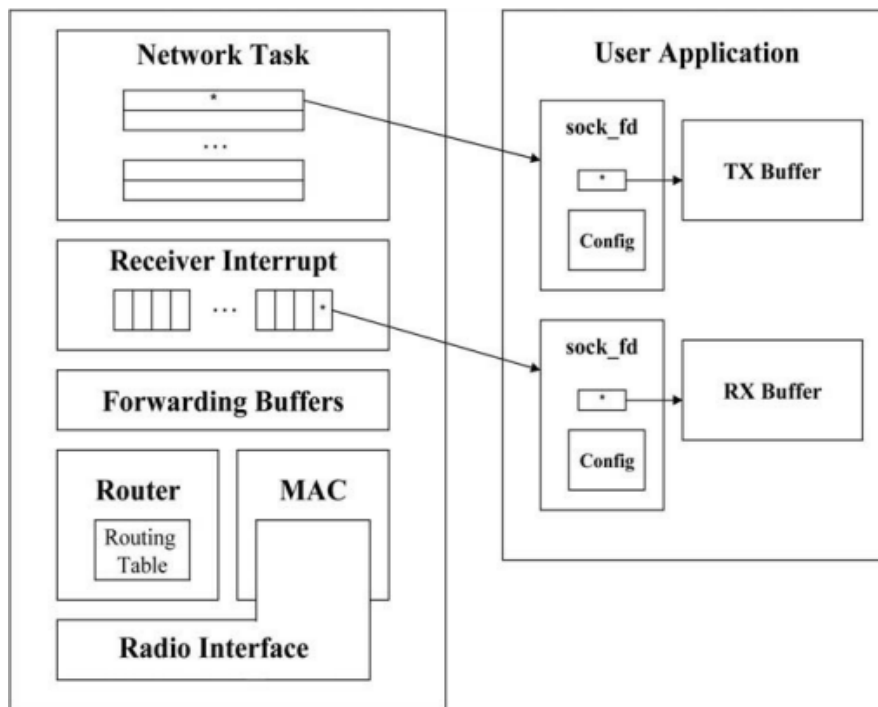 Network Task
*
...
Receiver Interrupt
...
*
Forwarding Buffers
Router
Routing
Table
MAC
Radio Interface
User Application
sock_fd
*
Config
TX Buffer
sock_fd
*
Config
RX Buffer